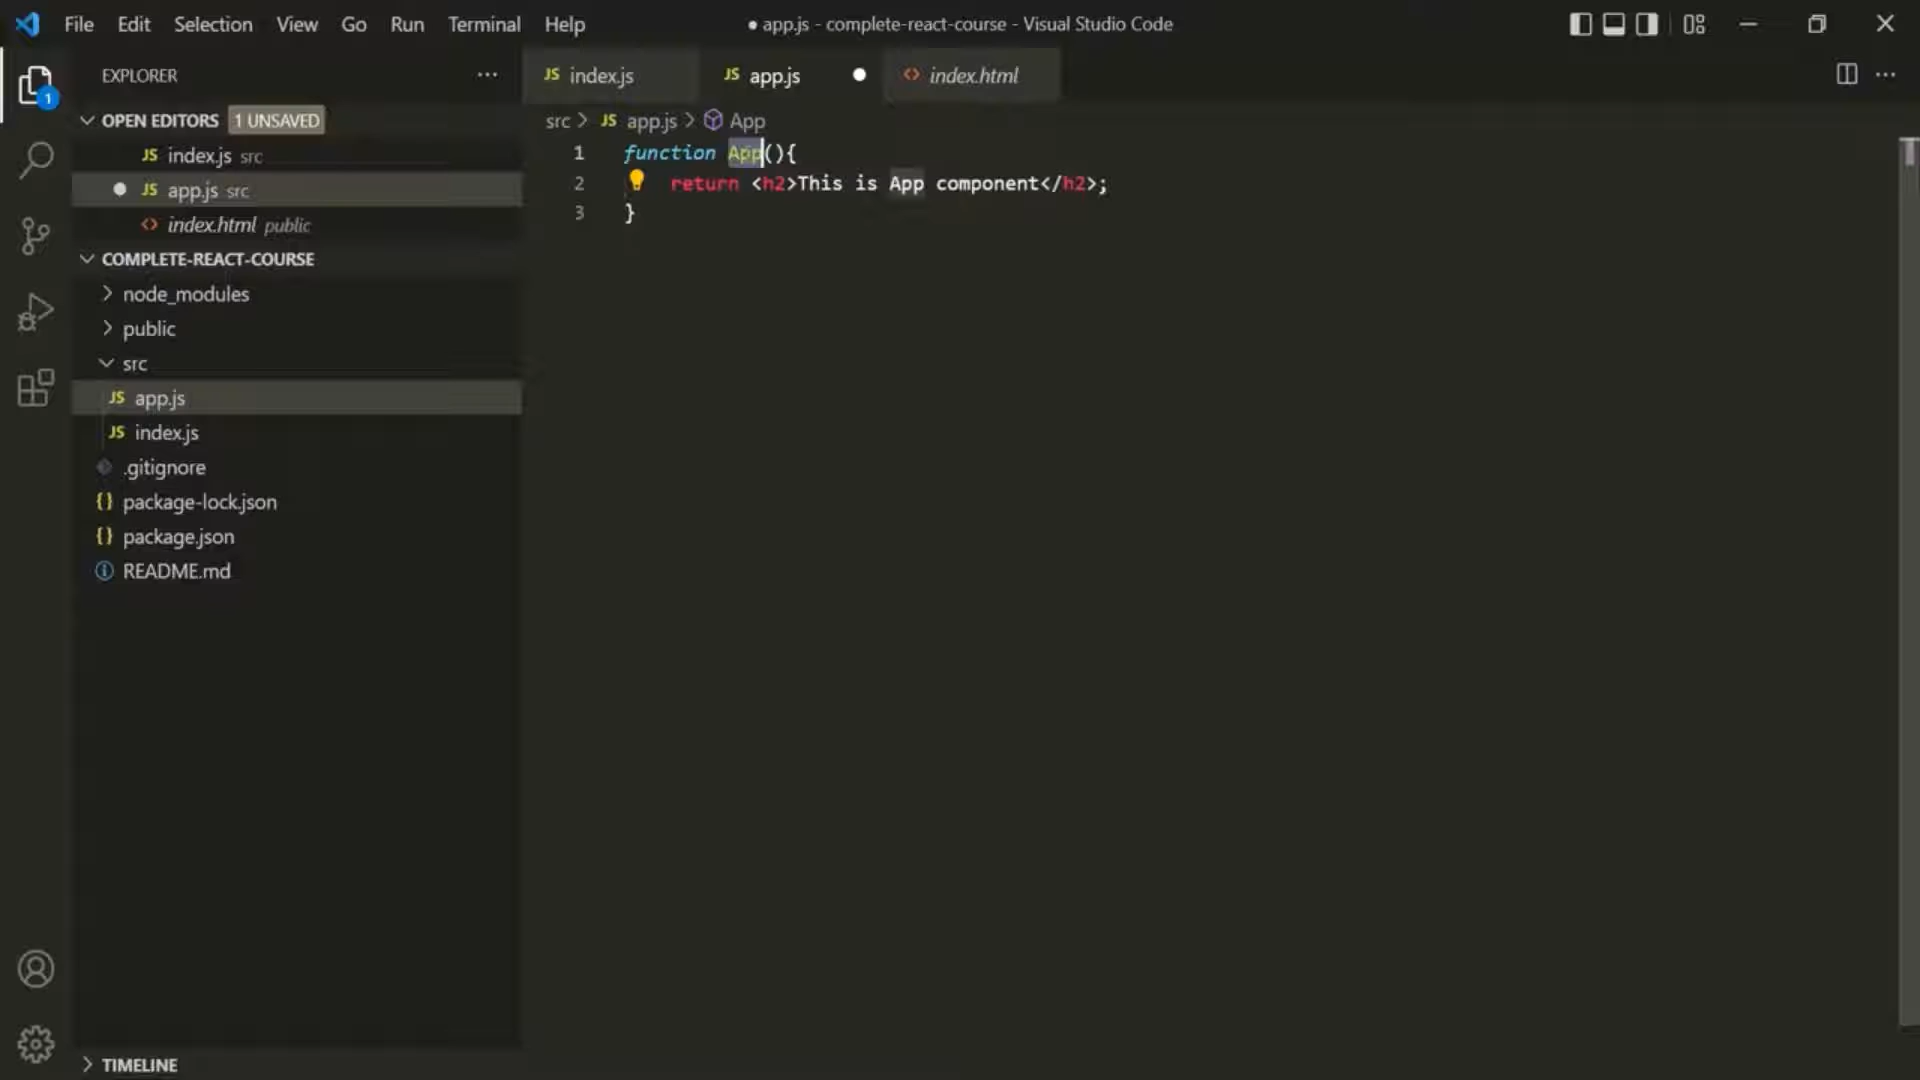 File Edit Selection View Go Run Terminal Help
● app.js - complete-react-course - Visual Studio Code
EXPLORER
1
OPEN EDITORS 1 UNSAVED
JS index.js src
JS app.js src
<> index.html public
COMPLETE-REACT-COURSE
node_modules
public
src
JS app.js
JS index.js
.gitignore
{} package-lock.json
{} package.json
README.md
TIMELINE
JS index.js
JS app.js
<> index.html
src > JS app.js > App
1 function App(){
2 return <h2>This is App component</h2>;
3 }